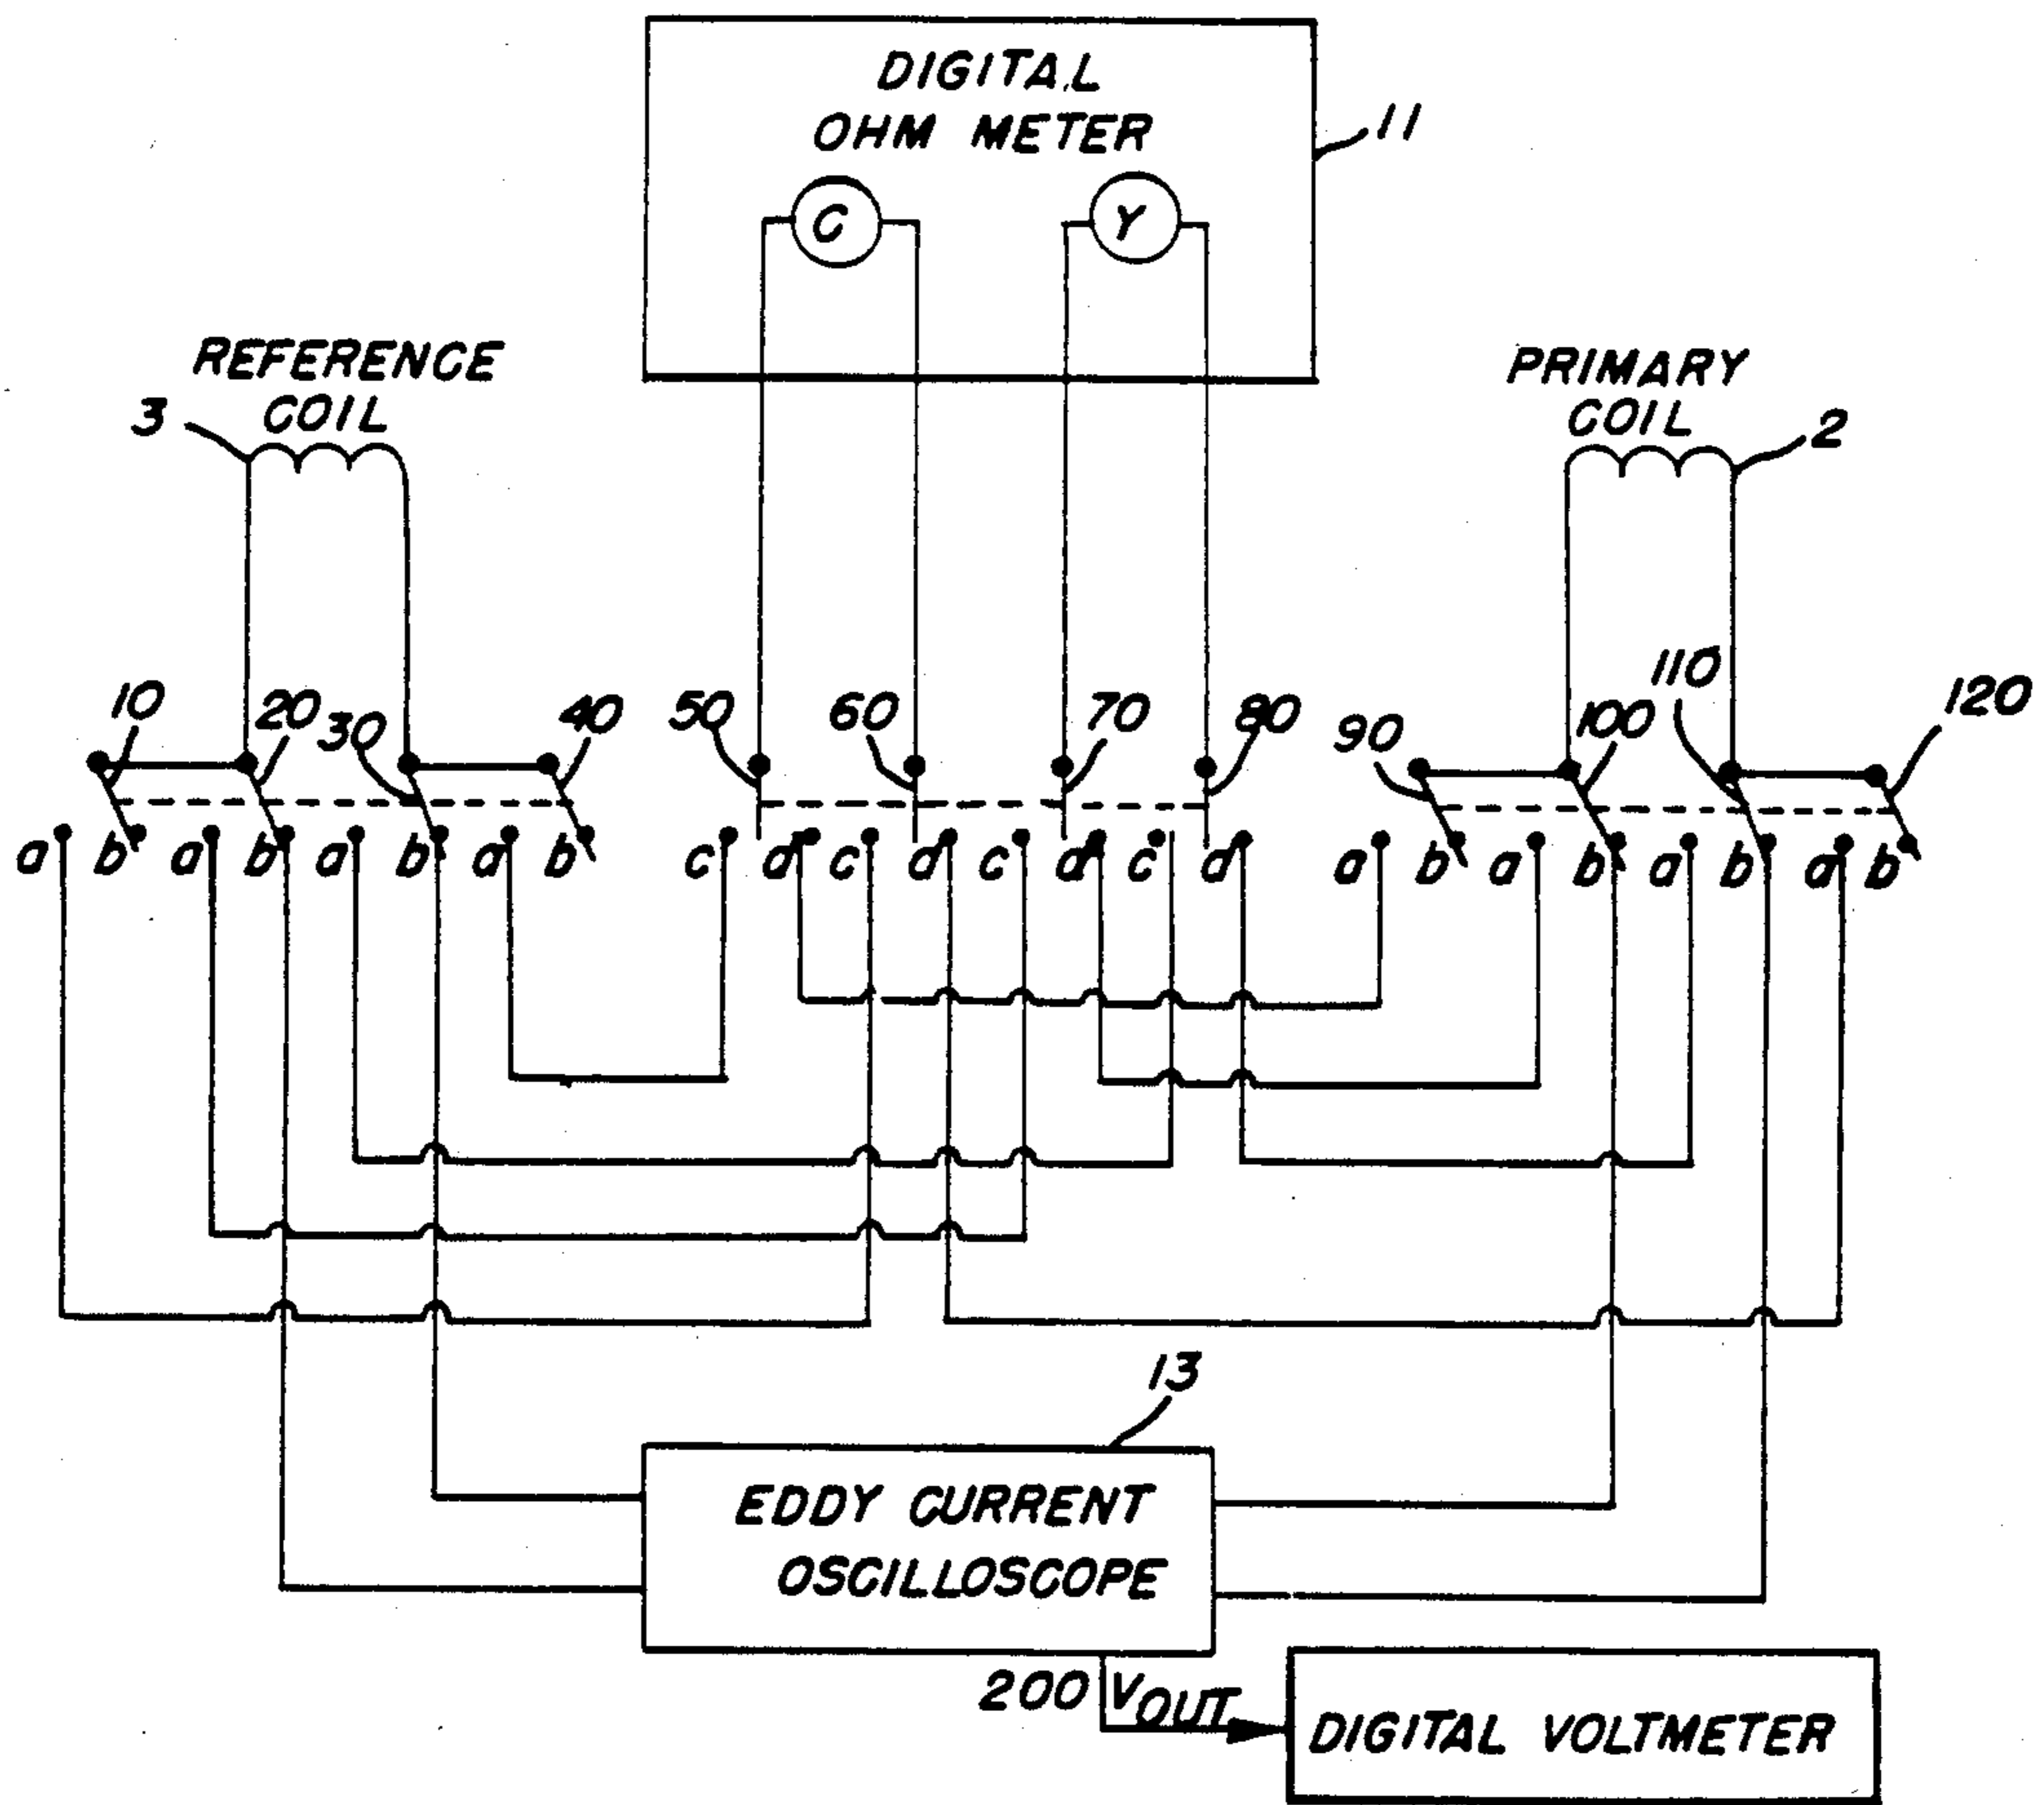 DIGITAL
OHM METER
11
C
Y
REFERENCE
COIL
3
PRIMARY
COIL
2
10
20
30
40
50
60
70
80
90
100
110
120
a b a b a b a b c d c d c d c d a b a b a b a b
13
EDDY CURRENT
OSCILLOSCOPE
200
VOUT
DIGITAL VOLTMETER